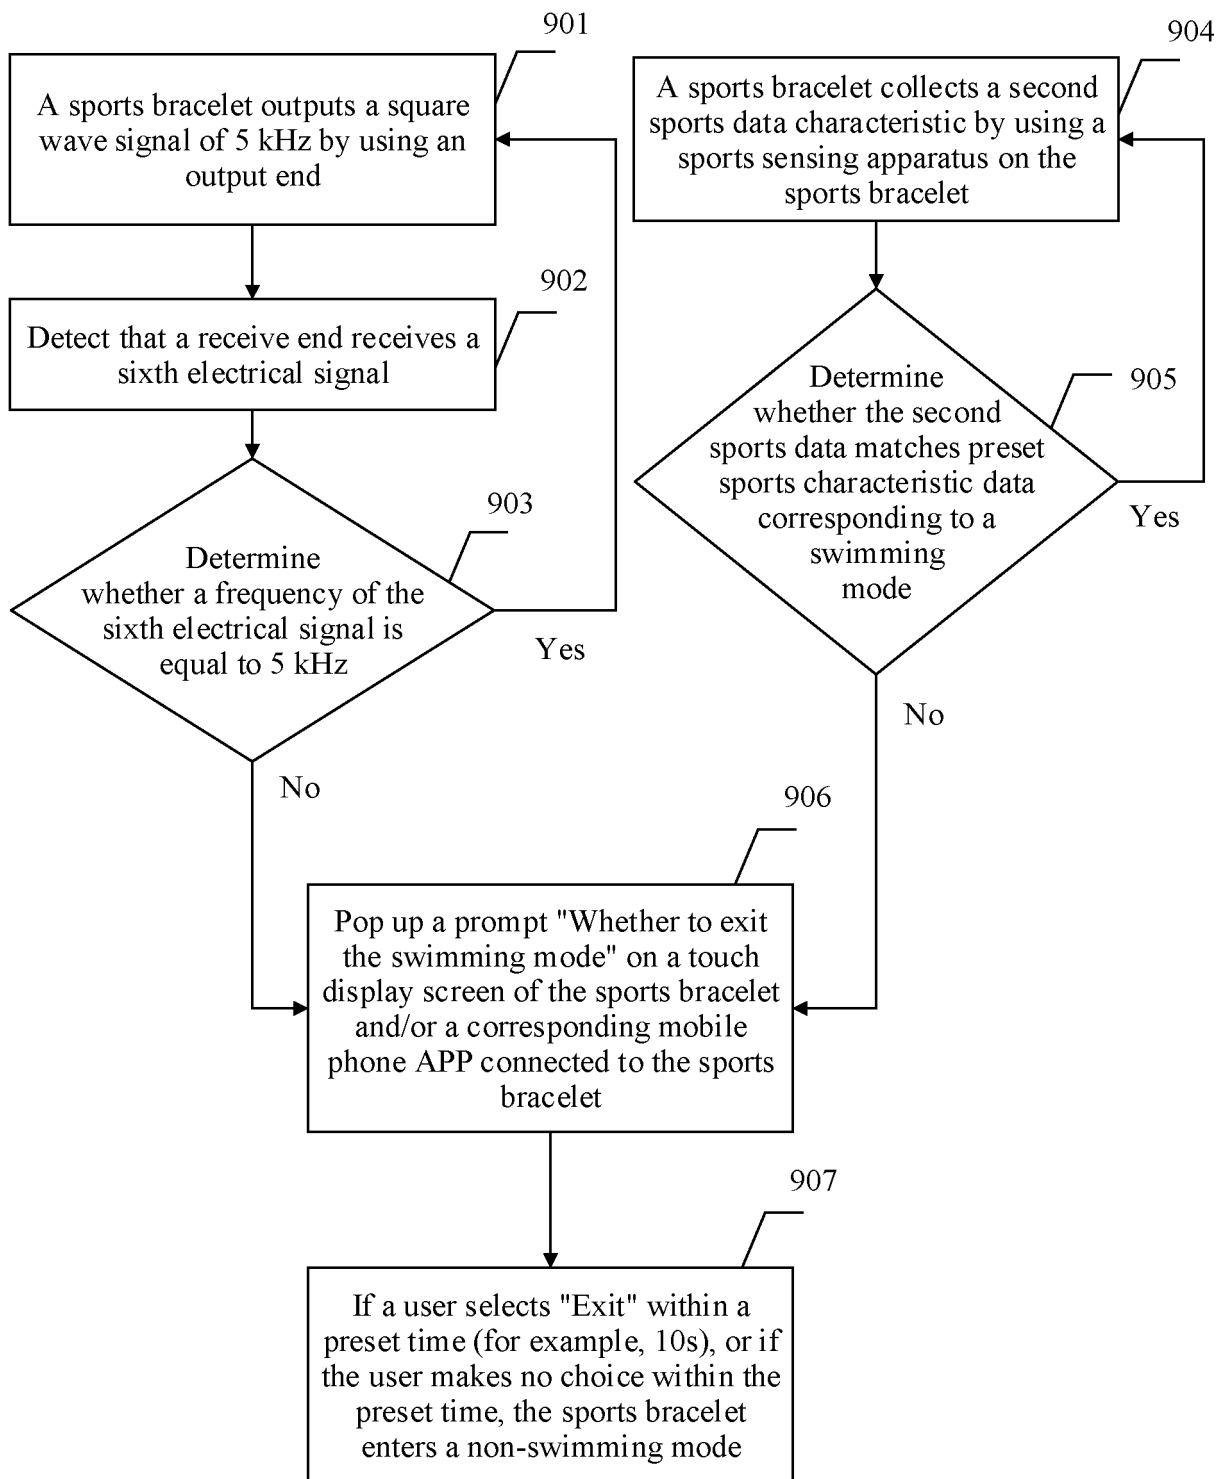 901
A sports bracelet outputs a square
wave signal of 5 kHz by using an
output end
902
Detect that a receive end receives a
sixth electrical signal
903
Determine
whether a frequency of the
sixth electrical signal is
equal to 5 kHz
Yes
No
904
A sports bracelet collects a second
sports data characteristic by using a
sports sensing apparatus on the
sports bracelet
905
Determine
whether the second
sports data matches preset
sports characteristic data
corresponding to a
swimming
mode
Yes
No
906
Pop up a prompt "Whether to exit
the swimming mode" on a touch
display screen of the sports bracelet
and/or a corresponding mobile
phone APP connected to the sports
bracelet
907
If a user selects "Exit" within a
preset time (for example, 10s), or if
the user makes no choice within the
preset time, the sports bracelet
enters a non-swimming mode